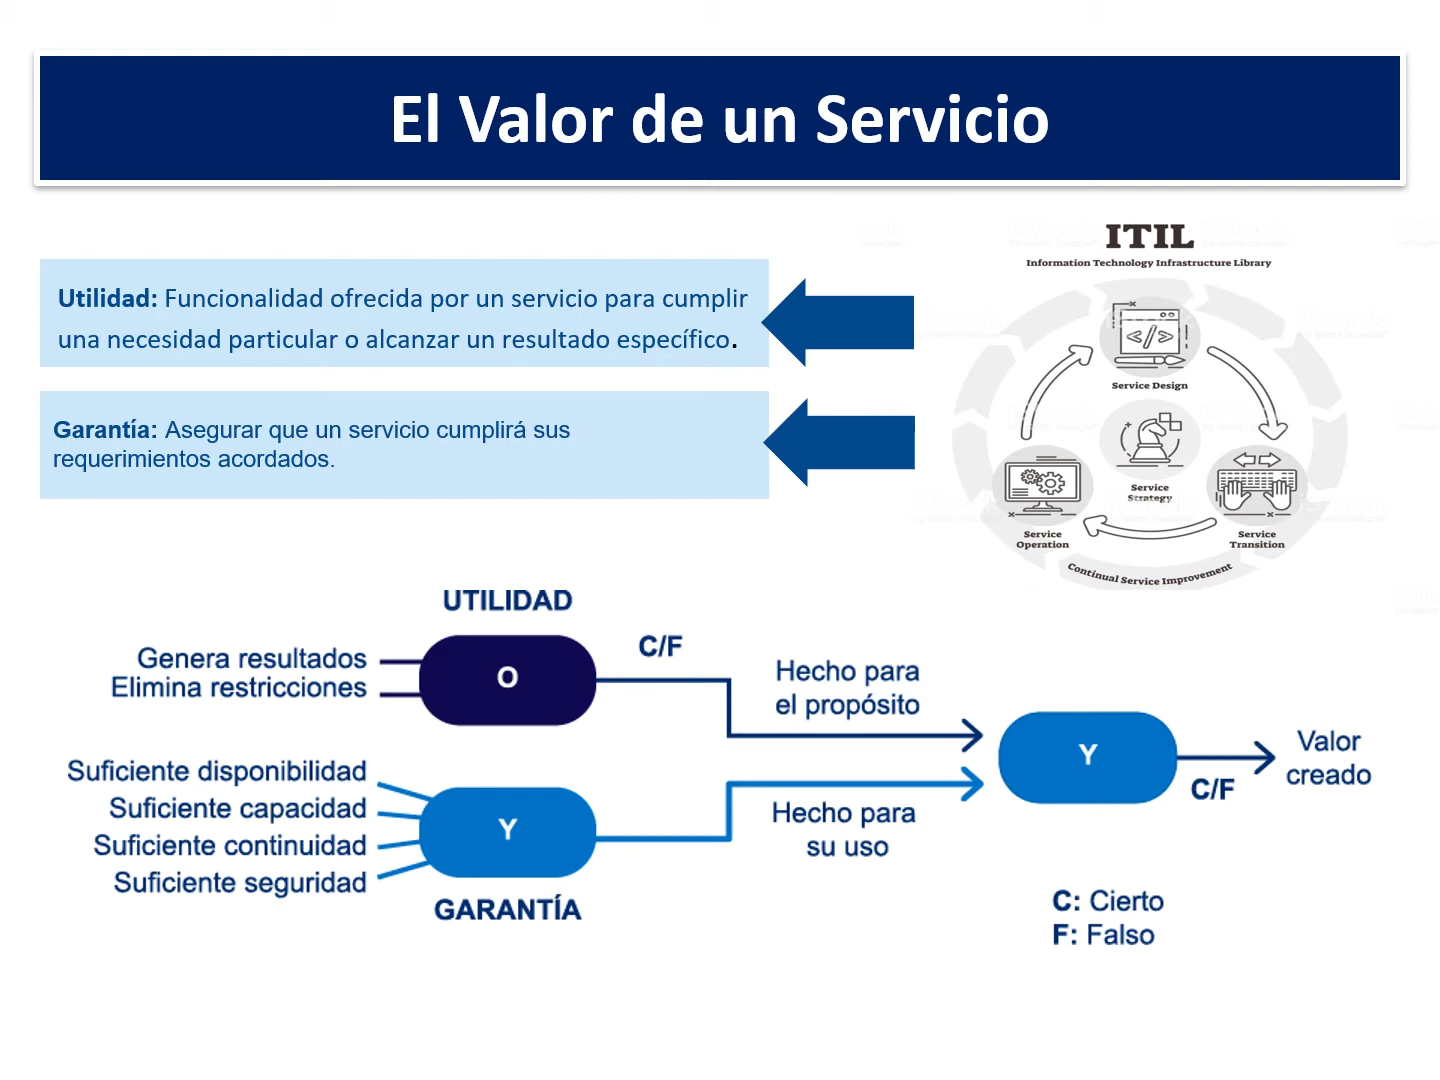 El Valor de un Servicio
Utilidad: Funcionalidad ofrecida por un servicio para cumplir
una necesidad particular o alcanzar un resultado específico.
Garantía: Asegurar que un servicio cumplirá sus
requerimientos acordados.
ITIL
Information Technology Infrastructure Library
Service Design
Service
Strategy
Service
Operation
Service
Transition
Continual Service Improvement
UTILIDAD
Genera resultados
Elimina restricciones
O
C/F
Hecho para
el propósito
Suficiente disponibilidad
Suficiente capacidad
Suficiente continuidad
Suficiente seguridad
Y
GARANTÍA
Hecho para
su uso
Y
C/F
Valor
creado
C: Cierto
F: Falso